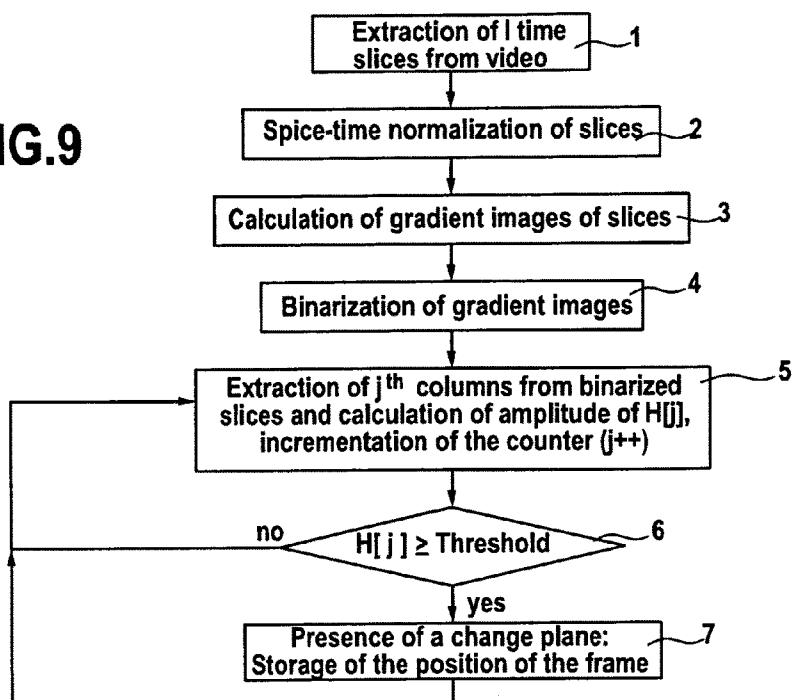 Extraction of l time
slices from video
1
IG.9
Spice-time normalization of slices
2
Calculation of gradient images of slices
3
Binarization of gradient images
4
Extraction of jth columns from binarized
slices and calculation of amplitude of H[j],
incrementation of the counter (j++)
5
no
H[ j ] ≥ Threshold
6
yes
Presence of a change plane:
Storage of the position of the frame
7